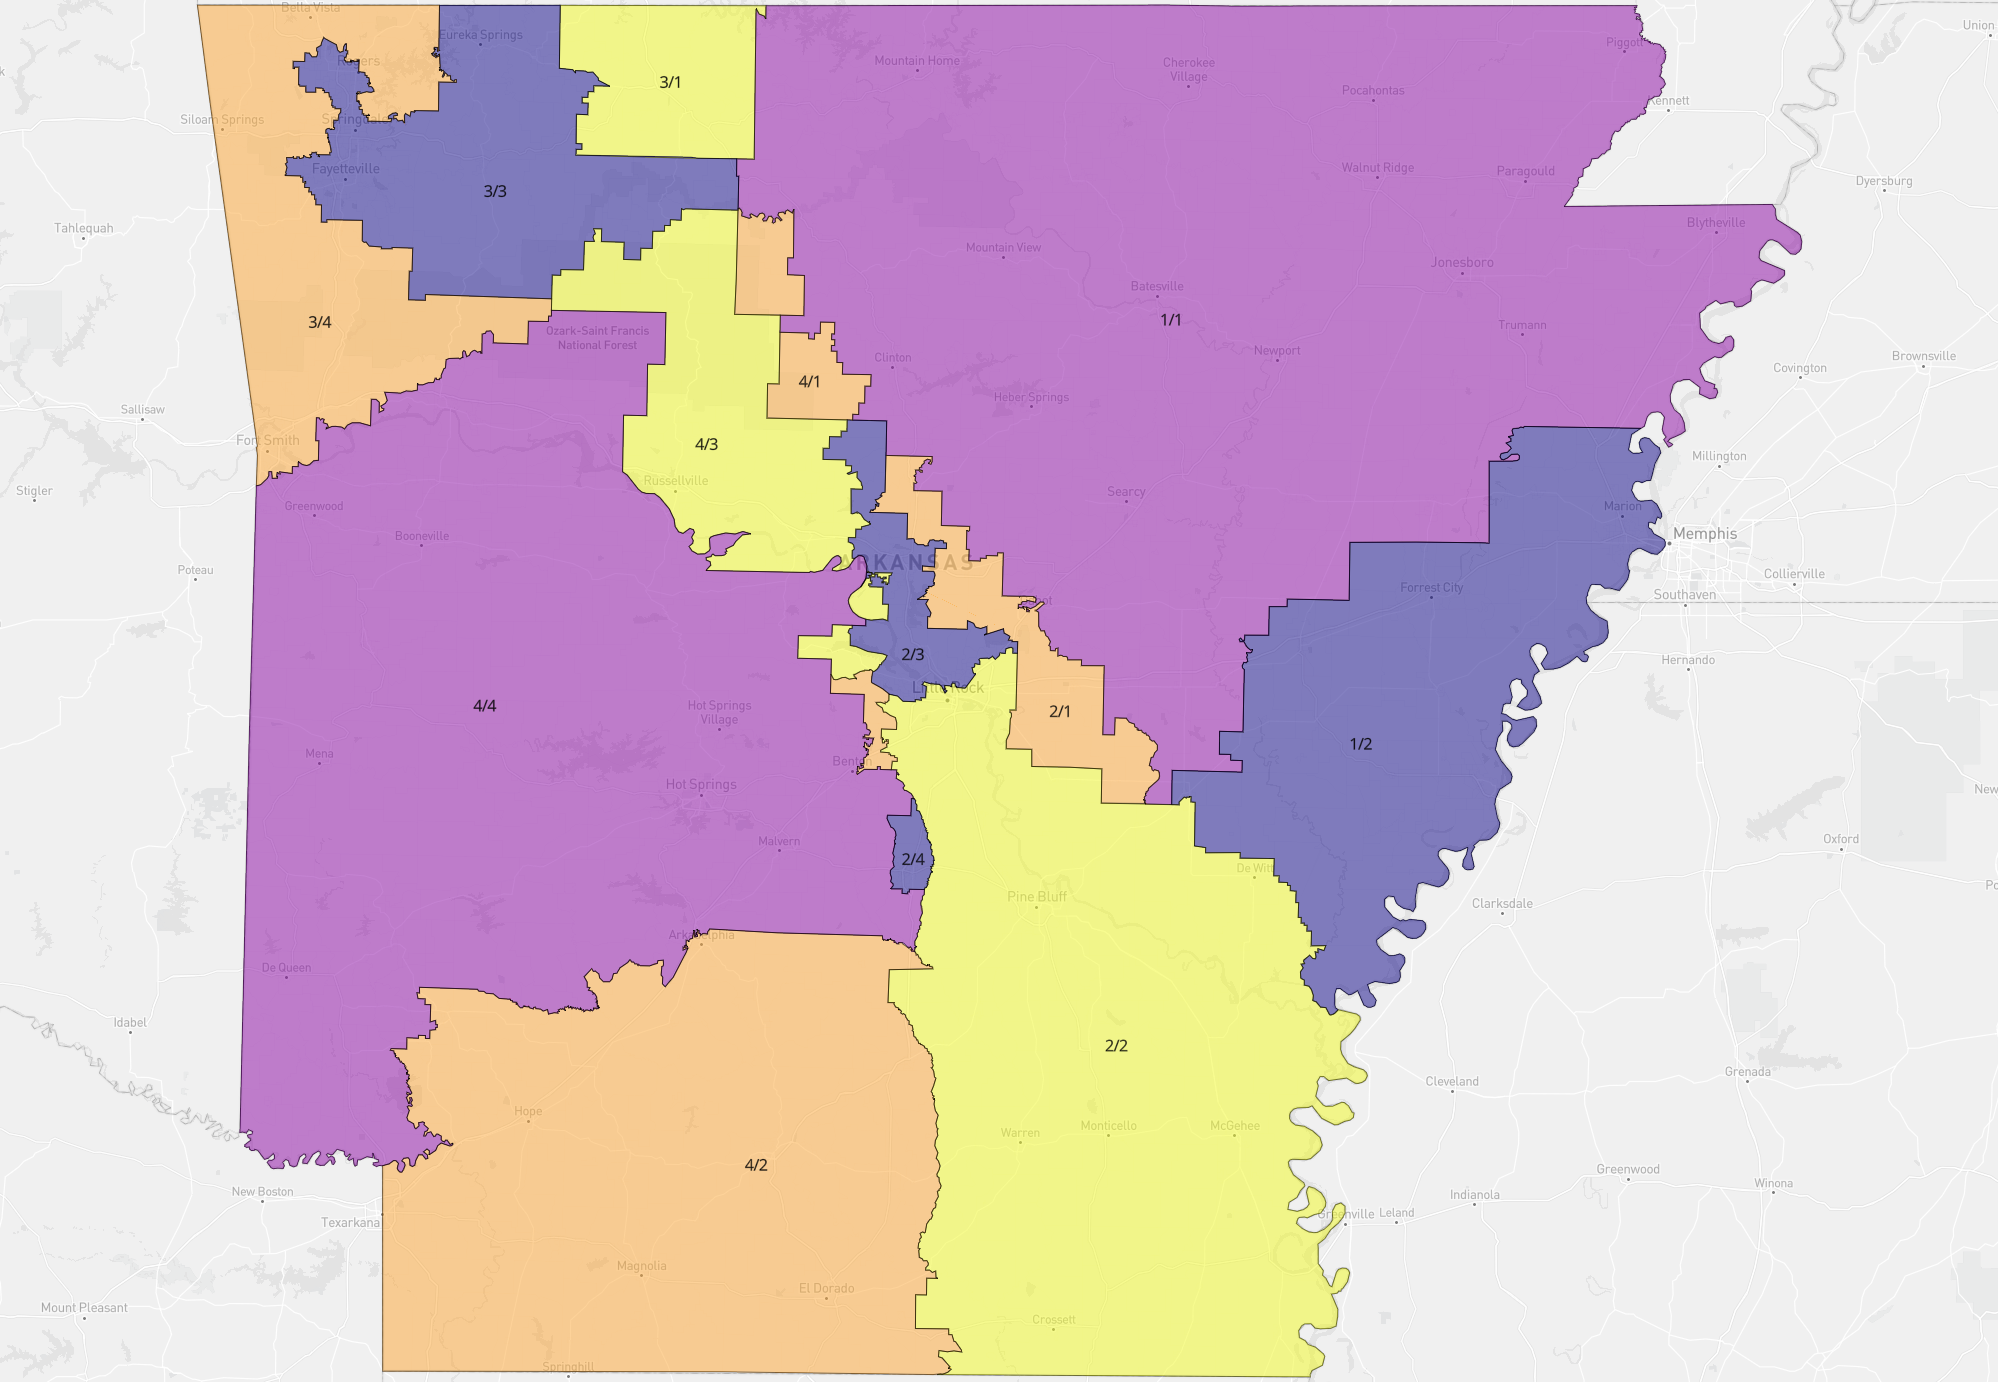 Bella Vista
Eureka Springs
Rogers
3/1
Mountain Home
Cherokee
Village
Piggott
Union
Pocahontas
Kennett
Siloam Springs
Springdale
Fayetteville
3/3
Walnut Ridge
Paragould
Dyersburg
Tahlequah
Blytheville
Mountain View
Jonesboro
Batesville
3/4
1/1
Ozark-Saint Francis
National Forest
Trumann
Newport
Clinton
Brownsville
Covington
4/1
Heber Springs
Sallisaw
Fort Smith
4/3
Millington
Russellville
Stigler
Searcy
Greenwood
Marion
Booneville
Memphis
ARKANSAS
Poteau
Collierville
Forrest City
Southaven
2/3
Hernando
Little Rock
4/4
Hot Springs
Village
2/1
1/2
Mena
Benton
Hot Springs
New
Malvern
Oxford
2/4
De Witt
Pine Bluff
Clarksdale
Arkadelphia
De Queen
Idabel
2/2
Grenada
Cleveland
Hope
Warren
Monticello
McGehee
4/2
Greenwood
Winona
New Boston
Indianola
Texarkana
Greenville
Leland
Magnolia
El Dorado
Mount Pleasant
Crossett
Springhill